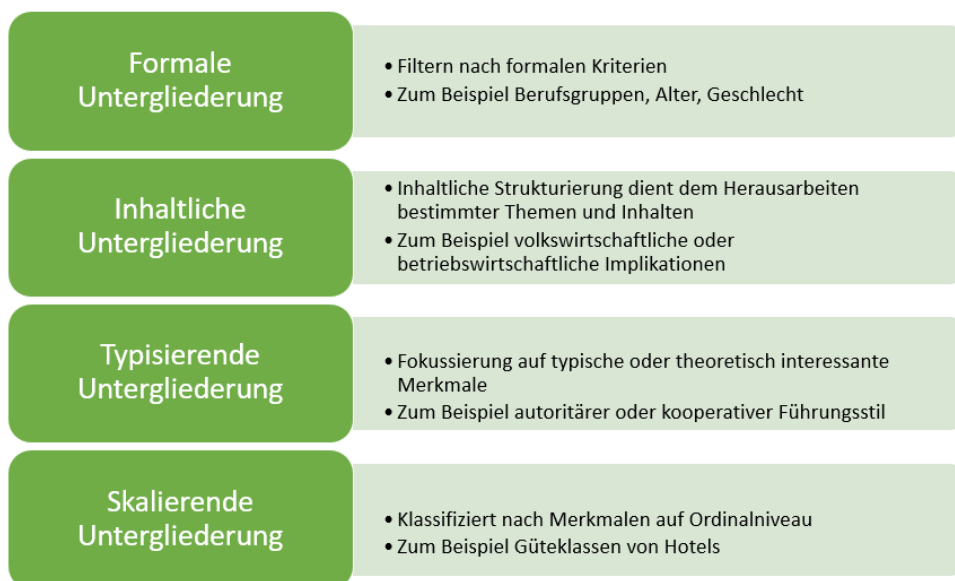 Formale
Untergliederung
• Filtern nach formalen Kriterien
• Zum Beispiel Berufsgruppen, Alter, Geschlecht
Inhaltliche
Untergliederung
• Inhaltliche Strukturierung dient dem Herausarbeiten
bestimmter Themen und Inhalten
• Zum Beispiel volkswirtschaftliche oder
betriebswirtschaftliche Implikationen
Typisierende
Untergliederung
• Fokussierung auf typische oder theoretisch interessante
Merkmale
• Zum Beispiel autoritärer oder kooperativer Führungsstil
Skalierende
Untergliederung
• Klassifiziert nach Merkmalen auf Ordinalniveau
• Zum Beispiel Güteklassen von Hotels